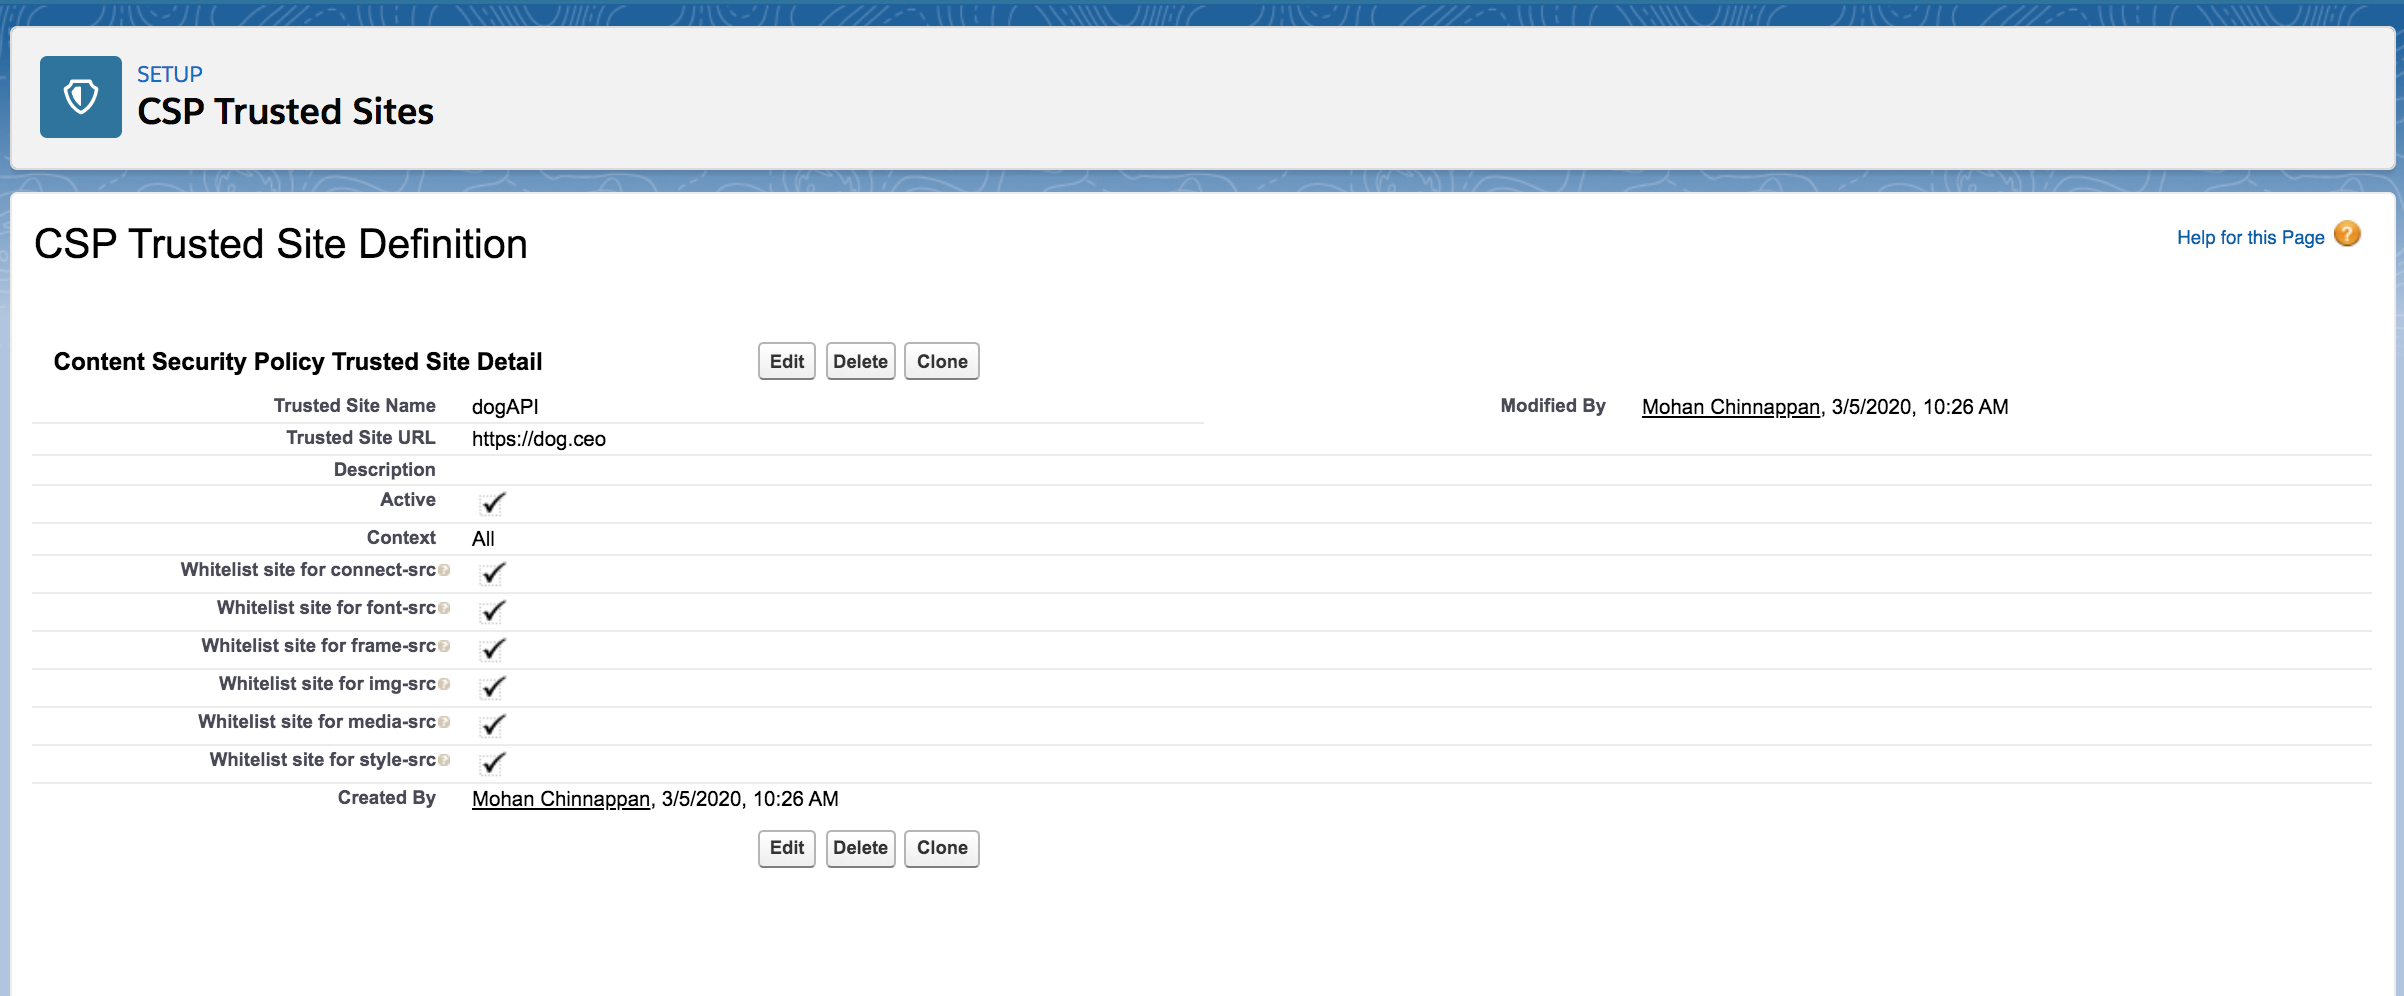 SETUP
CSP Trusted Sites
CSP Trusted Site Definition
Help for this Page ?
Content Security Policy Trusted Site Detail
Edit Delete Clone
Trusted Site Name dogAPI
Modified By Mohan Chinnappan, 3/5/2020, 10:26 AM
Trusted Site URL https://dog.ceo
Description
Active
Context All
Whitelist site for connect-src ?
Whitelist site for font-src ?
Whitelist site for frame-src ?
Whitelist site for img-src ?
Whitelist site for media-src ?
Whitelist site for style-src ?
Created By Mohan Chinnappan, 3/5/2020, 10:26 AM
Edit Delete Clone